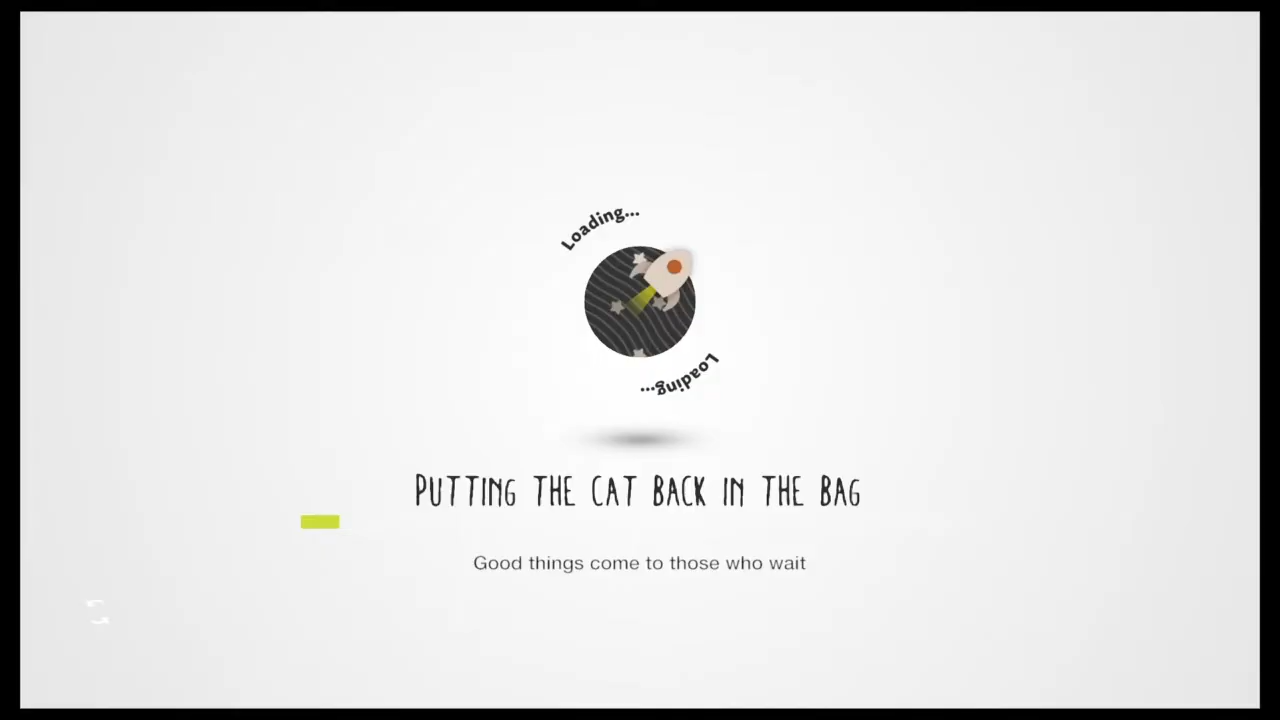 Loading...
Loading...
Putting the cat back in the bag
Good things come to those who wait